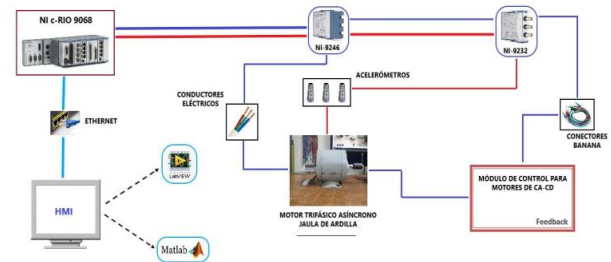 NI c-RIO 9068
NI-9246
NI-9232
ACELERÓMETROS
CONDUCTORES
ELÉCTRICOS
ETHERNET
CONECTORES
BANANA
LabVIEW
HMI
MOTOR TRIFÁSICO ASÍNCRONO
JAULA DE ARDILLA
MÓDULO DE CONTROL PARA
MOTORES DE CA-CD
Feedback
Matlab